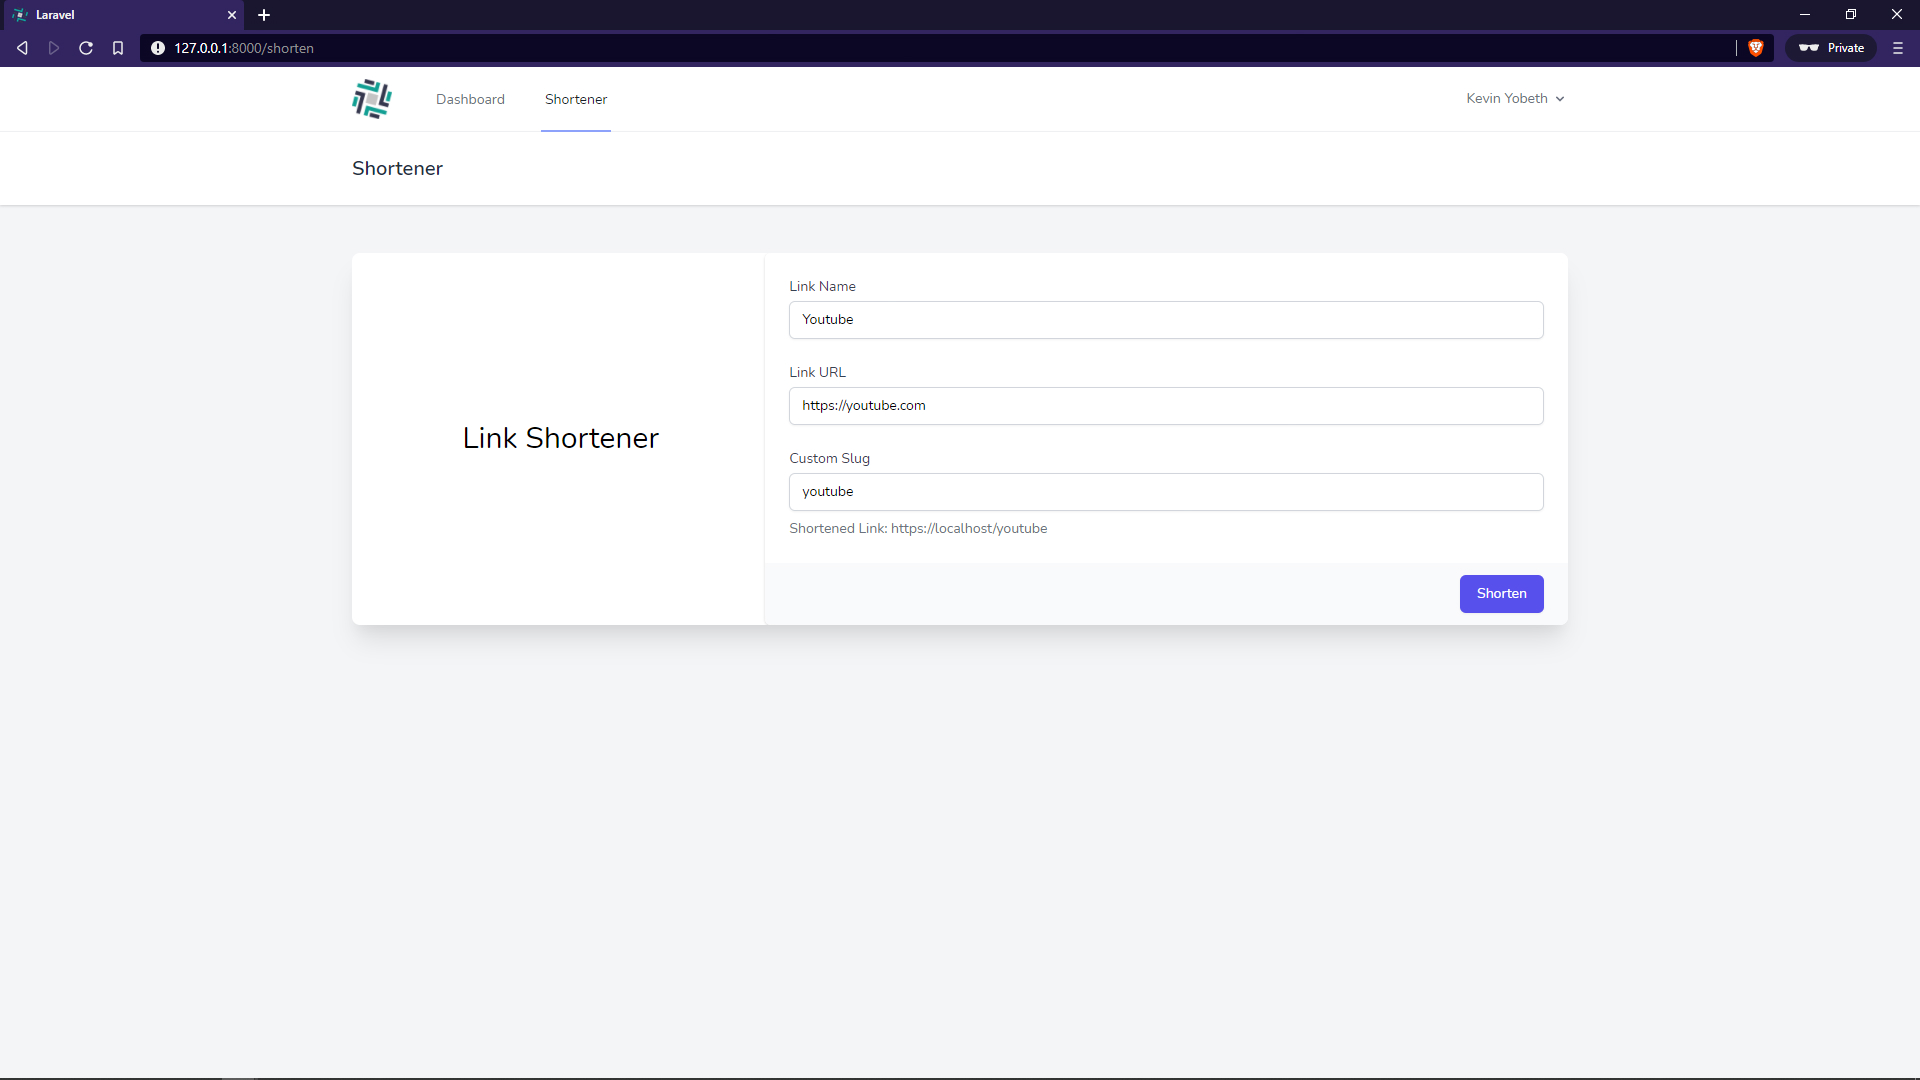 Laravel
127.0.0.1:8000/shorten
Private
Dashboard
Shortener
Kevin Yobeth
Shortener
Link Shortener
Link Name
Youtube
Link URL
https://youtube.com
Custom Slug
youtube
Shortened Link: https://localhost/youtube
Shorten